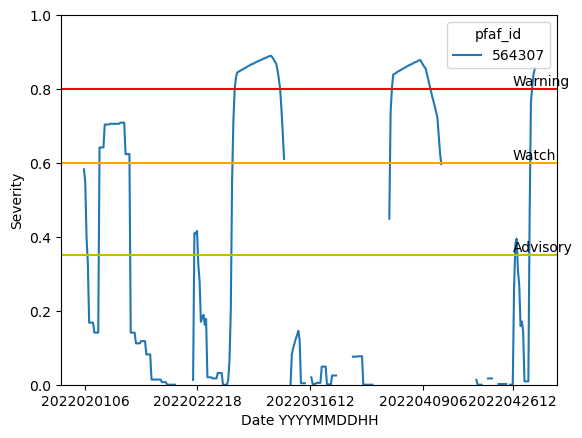 pfaf_id
564307
1.0
0.8
0.6
0.4
0.2
0.0
Severity
Warning
Watch
Advisory
2022020106
2022022218
2022031612
2022040906
2022042612
Date YYYYMMDDHH